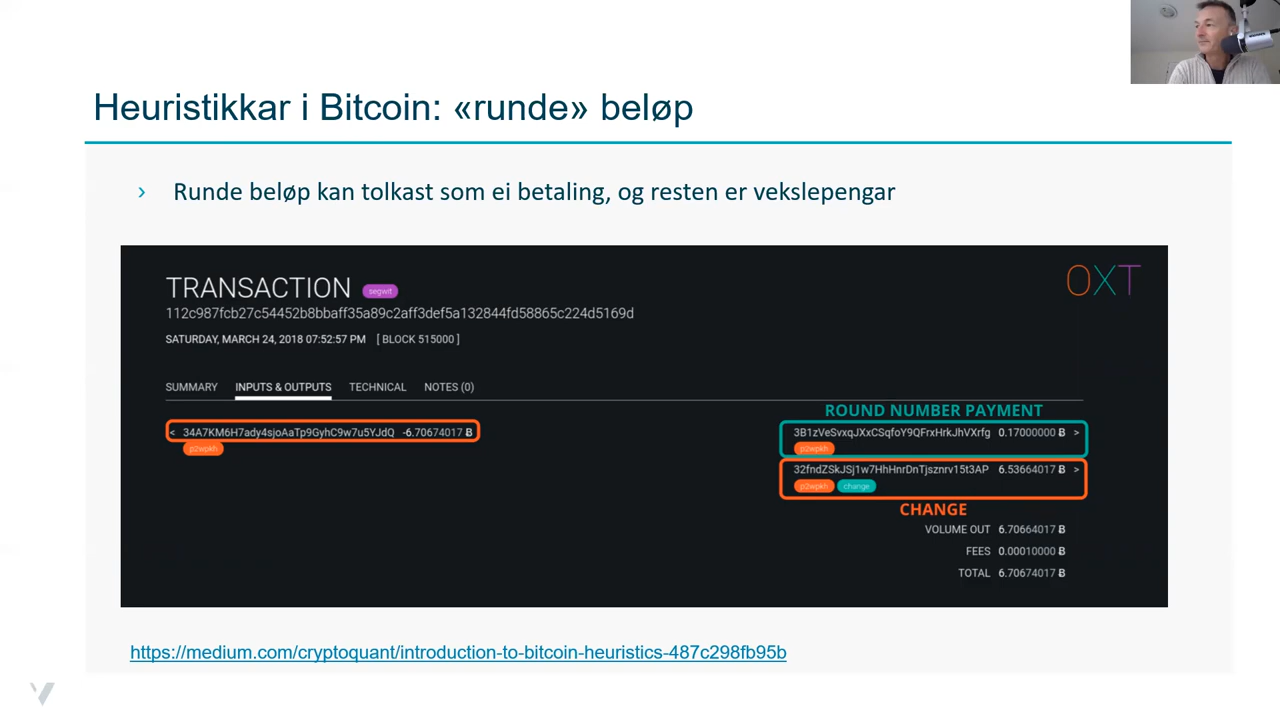 Heuristikkar i Bitcoin: «runde» beløp
› Runde beløp kan tolkast som ei betaling, og resten er vekslepengar
TRANSACTION segwit
OXT
112c987fcb27c54452b8bbaff35a89c2aff3def5a132844fd58865c224d5169d
SATURDAY, MARCH 24, 2018 07:52:57 PM [ BLOCK 515000 ]
SUMMARY INPUTS & OUTPUTS TECHNICAL NOTES (0)
ROUND NUMBER PAYMENT
< 34A7KM6H7ady4sjoAaTp9GyhC9w7u5YJdQ -6.70674017 Ƀ
p2wpkh
3B1zVeSvxqJXxCSqfoY9QFrxHrkJhVXrfg 0.17000000 Ƀ >
p2wpkh
32fndZSkJSj1w7HhHnrDnTjsznrv15t3AP 6.53664017 Ƀ >
p2wpkh change
CHANGE
VOLUME OUT 6.70664017 Ƀ
FEES 0.00010000 Ƀ
TOTAL 6.70674017 Ƀ
https://medium.com/cryptoquant/introduction-to-bitcoin-heuristics-487c298fb95b